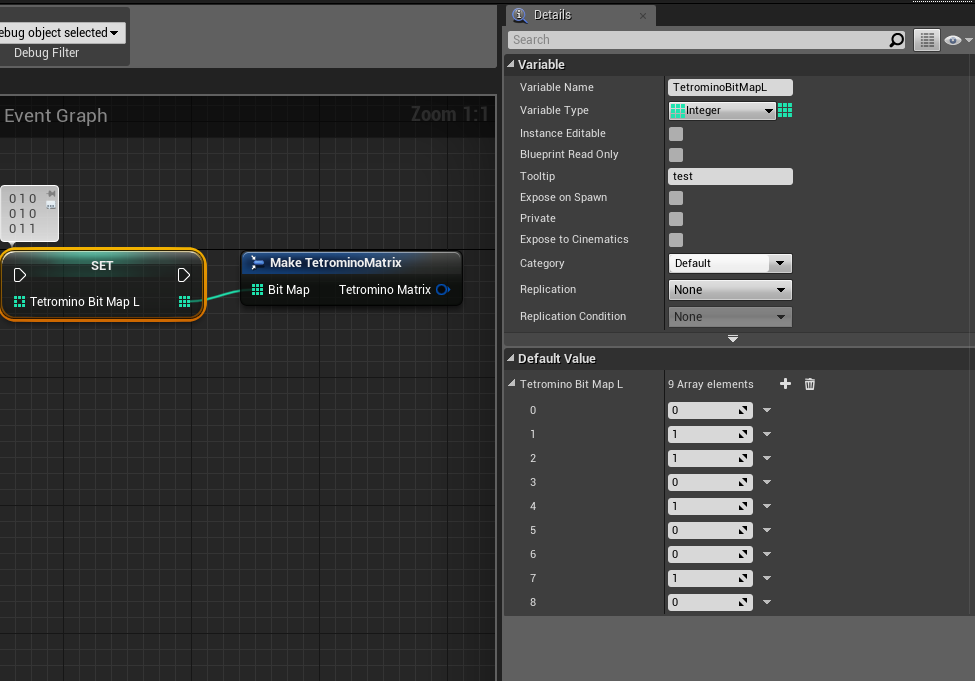 ebug object selected
Debug Filter
Event Graph
Zoom 1:1
0 1 0
0 1 0
0 1 1
SET
Tetromino Bit Map L
Make TetrominoMatrix
Bit Map
Tetromino Matrix
Details
Search
Variable
Variable Name
TetrominoBitMapL
Variable Type
Integer
Instance Editable
Blueprint Read Only
Tooltip
test
Expose on Spawn
Private
Expose to Cinematics
Category
Default
Replication
None
Replication Condition
None
Default Value
Tetromino Bit Map L
9 Array elements
0 0
1 1
2 1
3 0
4 1
5 0
6 0
7 1
8 0